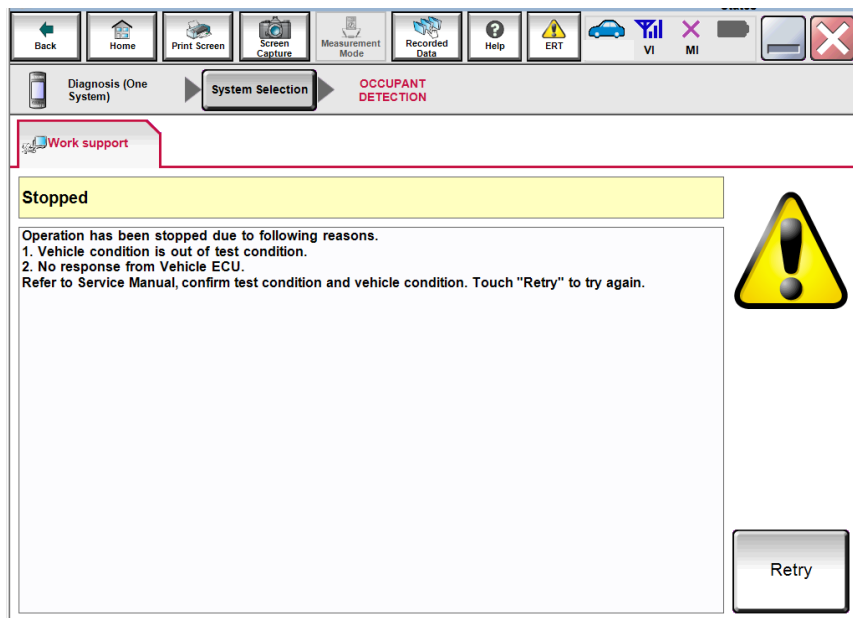 Back
Home
Print Screen
Screen
Capture
Measurement
Mode
Recorded
Data
Help
ERT
VI
MI
Diagnosis (One
System)
System Selection
OCCUPANT
DETECTION
Work support
Stopped
Operation has been stopped due to following reasons.
1. Vehicle condition is out of test condition.
2. No response from Vehicle ECU.
Refer to Service Manual, confirm test condition and vehicle condition. Touch "Retry" to try again.
Retry